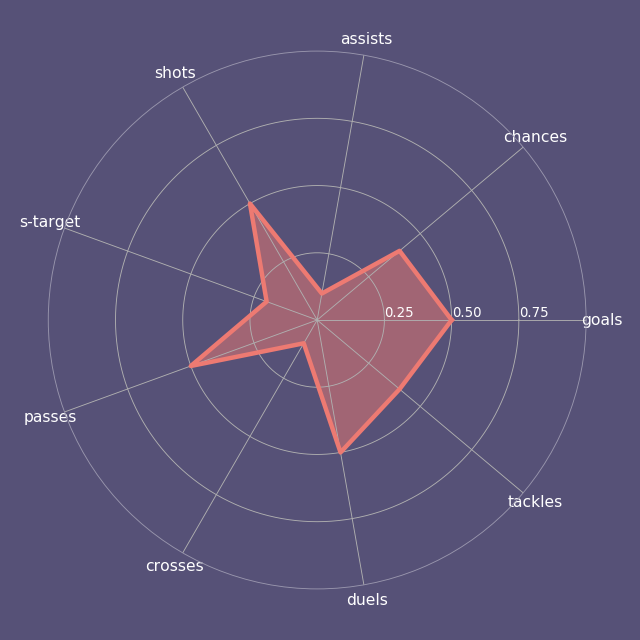 assists
shots
chances
s-target
0.25
0.50
0.75
goals
passes
tackles
crosses
duels